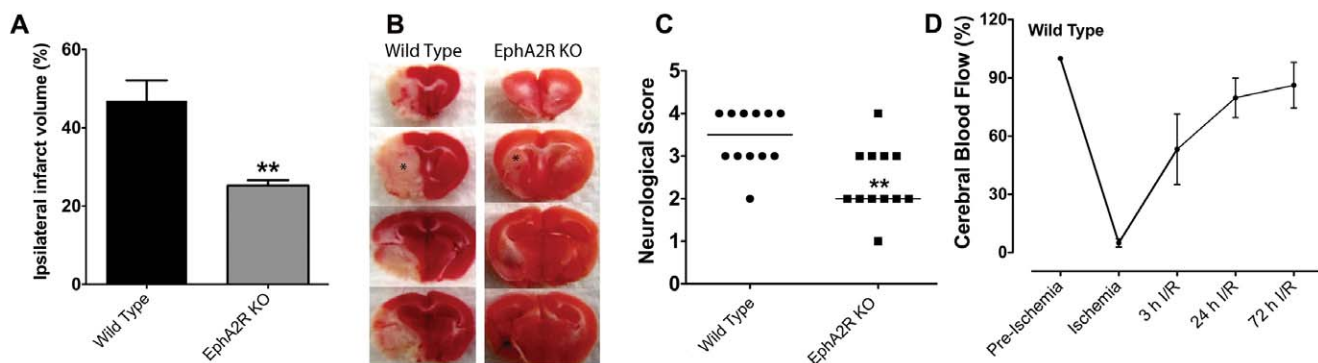 A
Ipsilateral infarct volume (%)
60
40
20
0
**
Wild Type
EphA2R KO
B
Wild Type
EphA2R KO
*
*
C
Neurological Score
5
4
3
2
1
0
**
Wild Type
EphA2R KO
D
Wild Type
Cerebral Blood Flow (%)
120
90
60
30
0
Pre-Ischemia
Ischemia
3 h I/R
24 h I/R
72 h I/R